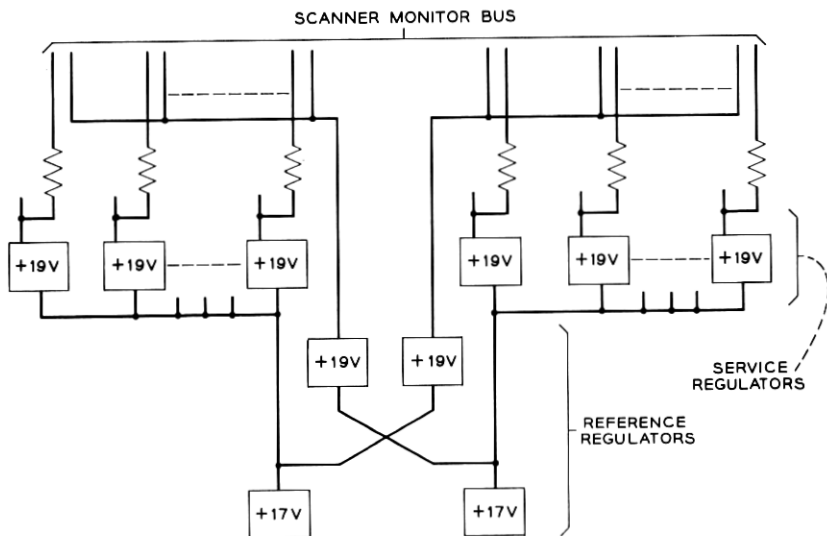 SCANNER MONITOR BUS
+19V +19V +19V +19V +19V +19V
+19V +19V
SERVICE
REGULATORS
REFERENCE
REGULATORS
+17V +17V